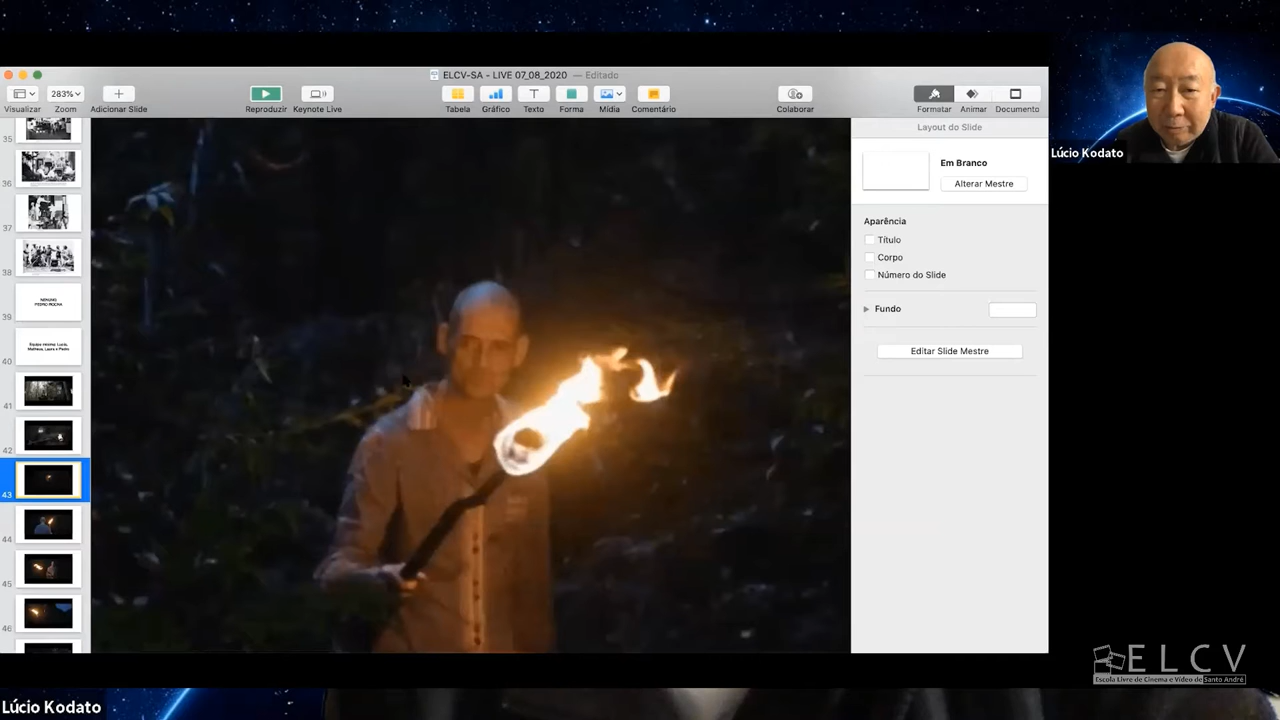 ELCV-SA - LIVE 07_08_2020 — Editado
283%
Visualizar Zoom Adicionar Slide Reproduzir Keynote Live Tabela Gráfico Texto Forma Mídia Comentário Colaborar Formatar Animar Documento
Layout do Slide
Em Branco
Alterar Mestre
Aparência
Título
Corpo
Número do Slide
Fundo
Editar Slide Mestre
35
36
37
38
39
40
41
42
43
44
45
46
PEDRO ROCHA
Lúcio Kodato
ELCV
Escola Livre de Cinema e Vídeo de Santo André
Lúcio Kodato